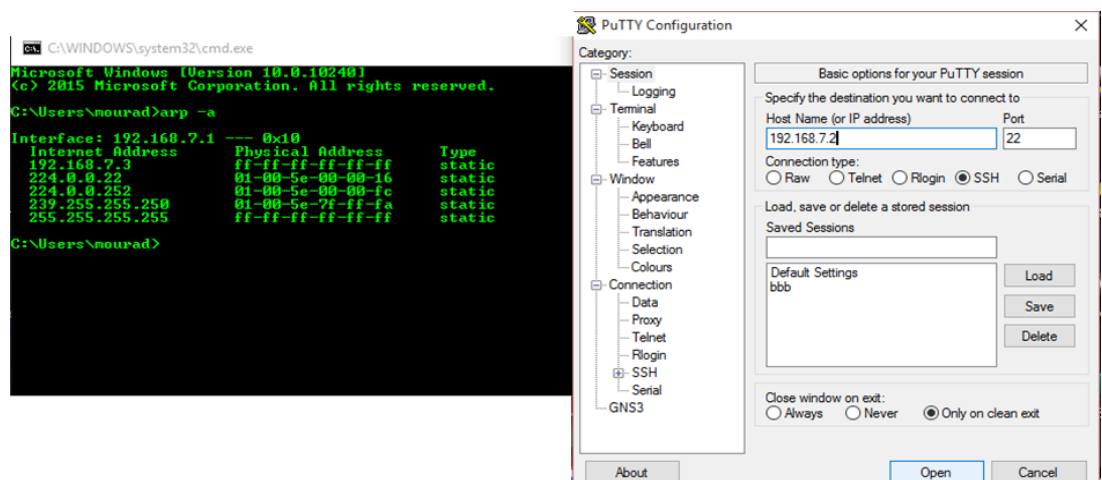 C:\WINDOWS\system32\cmd.exe
Microsoft Windows [Version 10.0.10240]
(c) 2015 Microsoft Corporation. All rights reserved.
C:\Users\mourad>arp -a
Interface: 192.168.7.1 --- 0x10
Internet Address Physical Address Type
192.168.7.3 ff-ff-ff-ff-ff-ff static
224.0.0.22 01-00-5e-00-00-16 static
224.0.0.252 01-00-5e-00-00-fc static
239.255.255.250 01-00-5e-7f-ff-fa static
255.255.255.255 ff-ff-ff-ff-ff-ff static
C:\Users\mourad>
PuTTY Configuration
Category:
Session
Logging
Terminal
Keyboard
Bell
Features
Window
Appearance
Behaviour
Translation
Selection
Colours
Connection
Data
Proxy
Telnet
Rlogin
SSH
Serial
GNS3
Basic options for your PuTTY session
Specify the destination you want to connect to
Host Name (or IP address) Port
192.168.7.2 22
Connection type:
Raw Telnet Rlogin SSH Serial
Load, save or delete a stored session
Saved Sessions
Default Settings
bbb
Load
Save
Delete
Close window on exit:
Always Never Only on clean exit
About Open Cancel